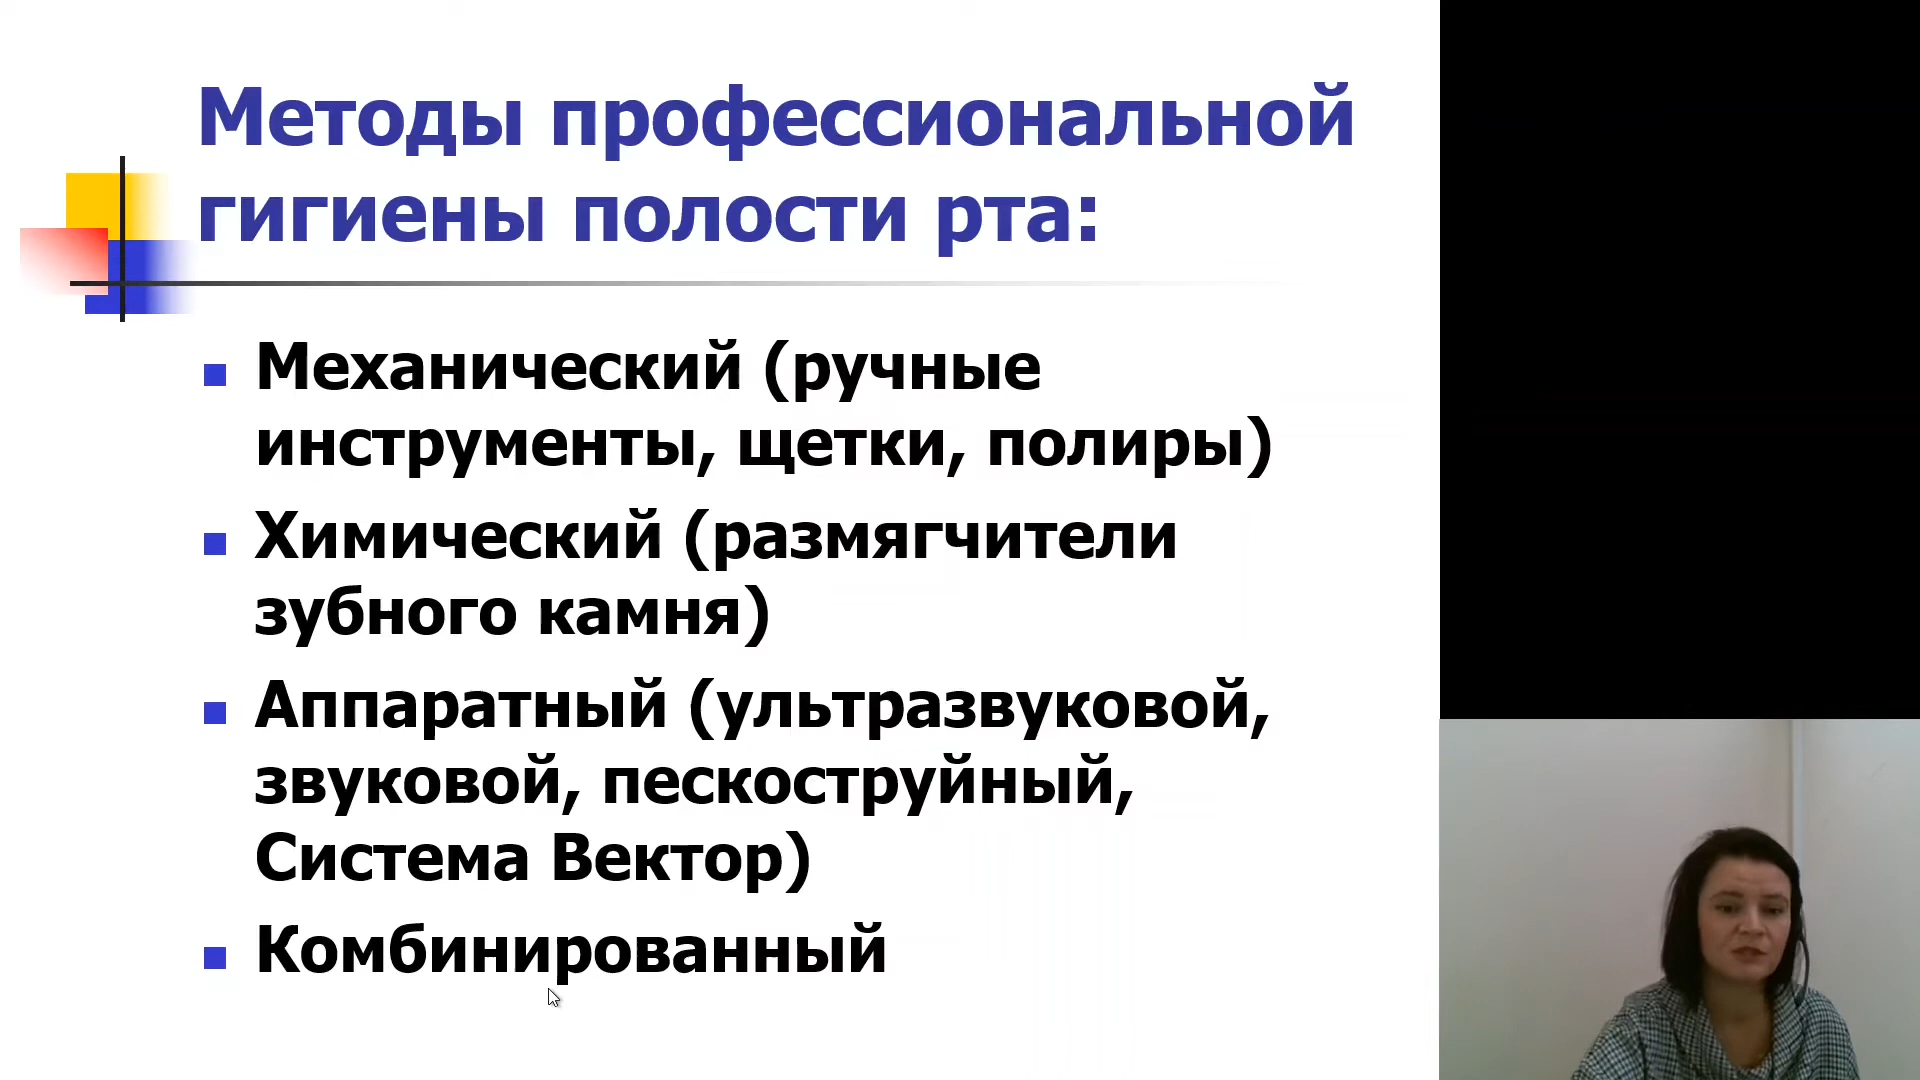 Методы профессиональной
гигиены полости рта:
Механический (ручные
инструменты, щетки, полиры)
Химический (размягчители
зубного камня)
Аппаратный (ультразвуковой,
звуковой, пескоструйный,
Система Вектор)
Комбинированный